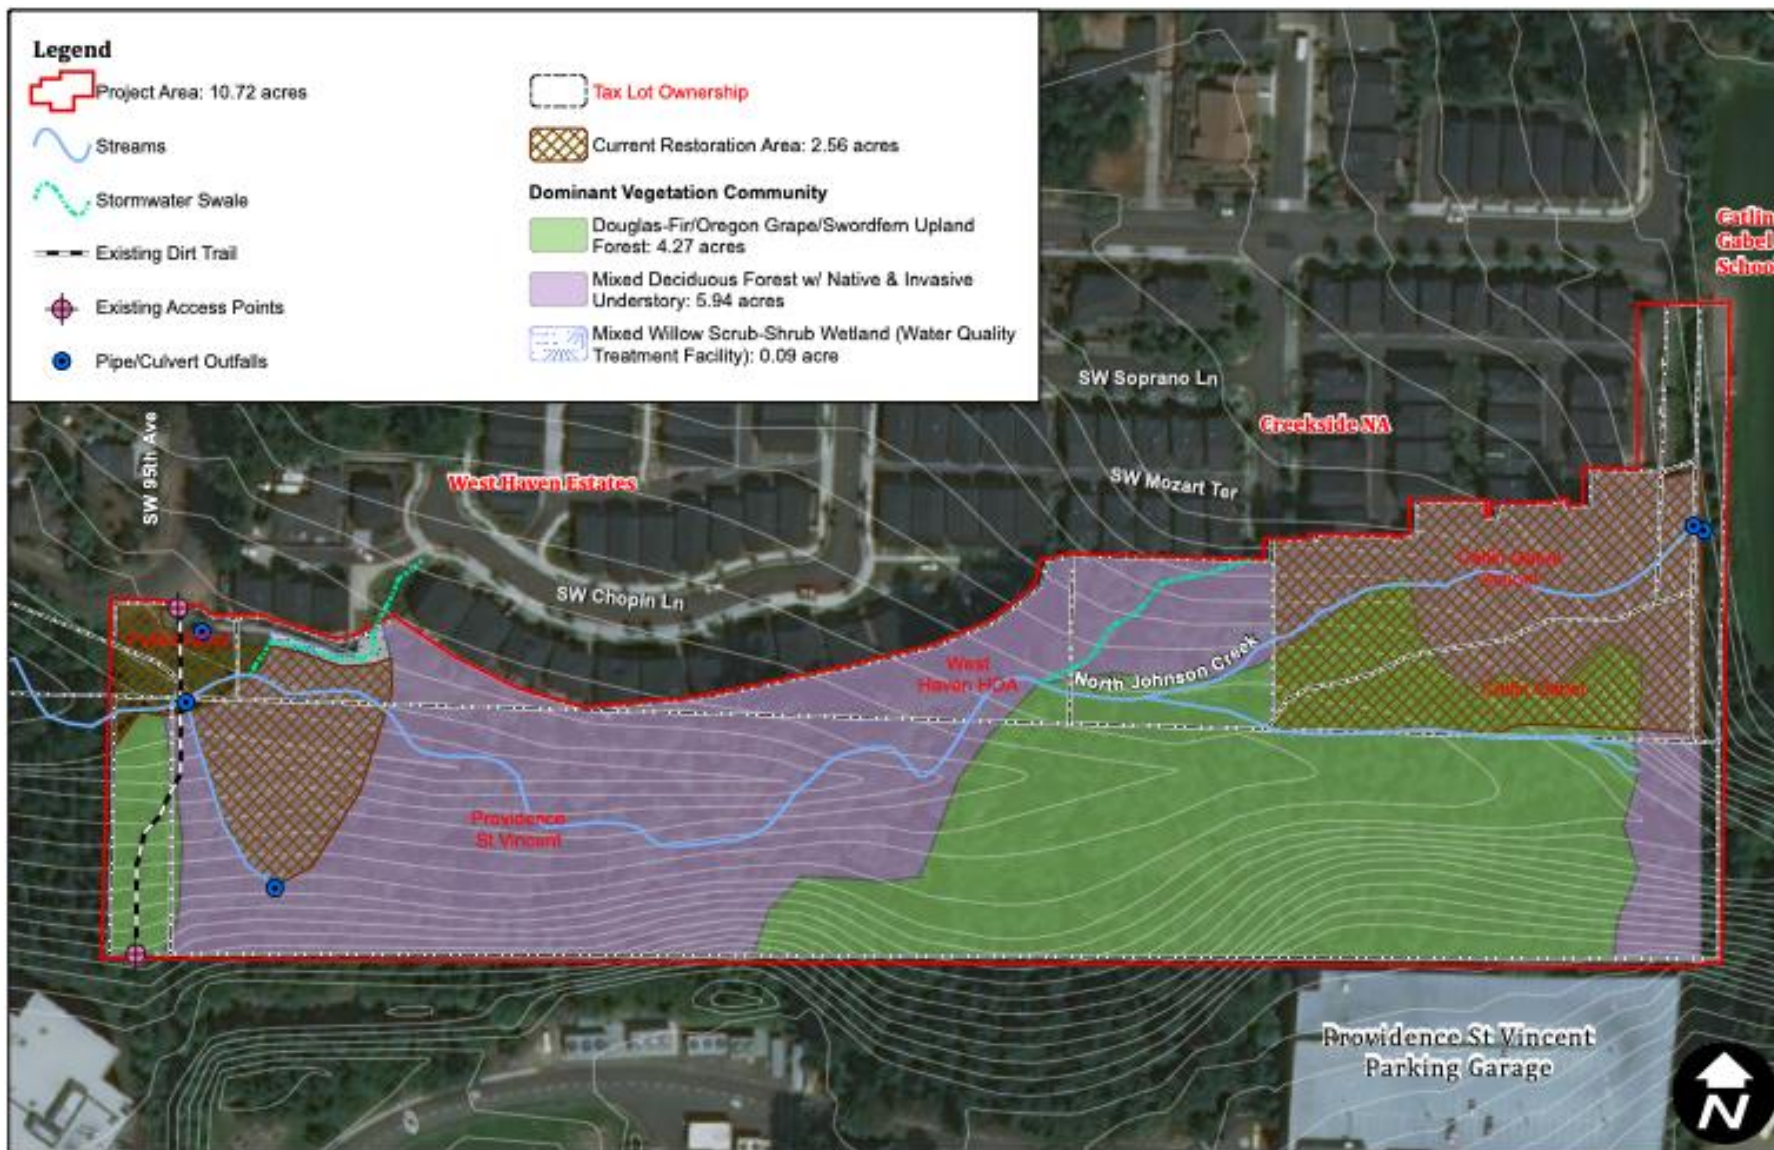 Legend
Project Area: 10.72 acres
Streams
Stormwater Swale
Existing Dirt Trail
Existing Access Points
Pipe/Culvert Outfalls
Tax Lot Ownership
Current Restoration Area: 2.56 acres
Dominant Vegetation Community
Douglas-Fir/Oregon Grape/Swordfern Upland
Forest: 4.27 acres
Mixed Deciduous Forest w/ Native & Invasive
Understory: 5.94 acres
Mixed Willow Scrub-Shrub Wetland (Water Quality
Treatment Facility): 0.09 acre
Catlin
Gabel
Schoo
SW Soprano Ln
Creekside NA
SW 95th Ave
West Haven Estates
SW Mozart Ter
SW Chopin Ln
West
Haven HOA
North Johnson Creek
Catlin Gabel
Providence
St Vincent
Providence St Vincent
Parking Garage
N